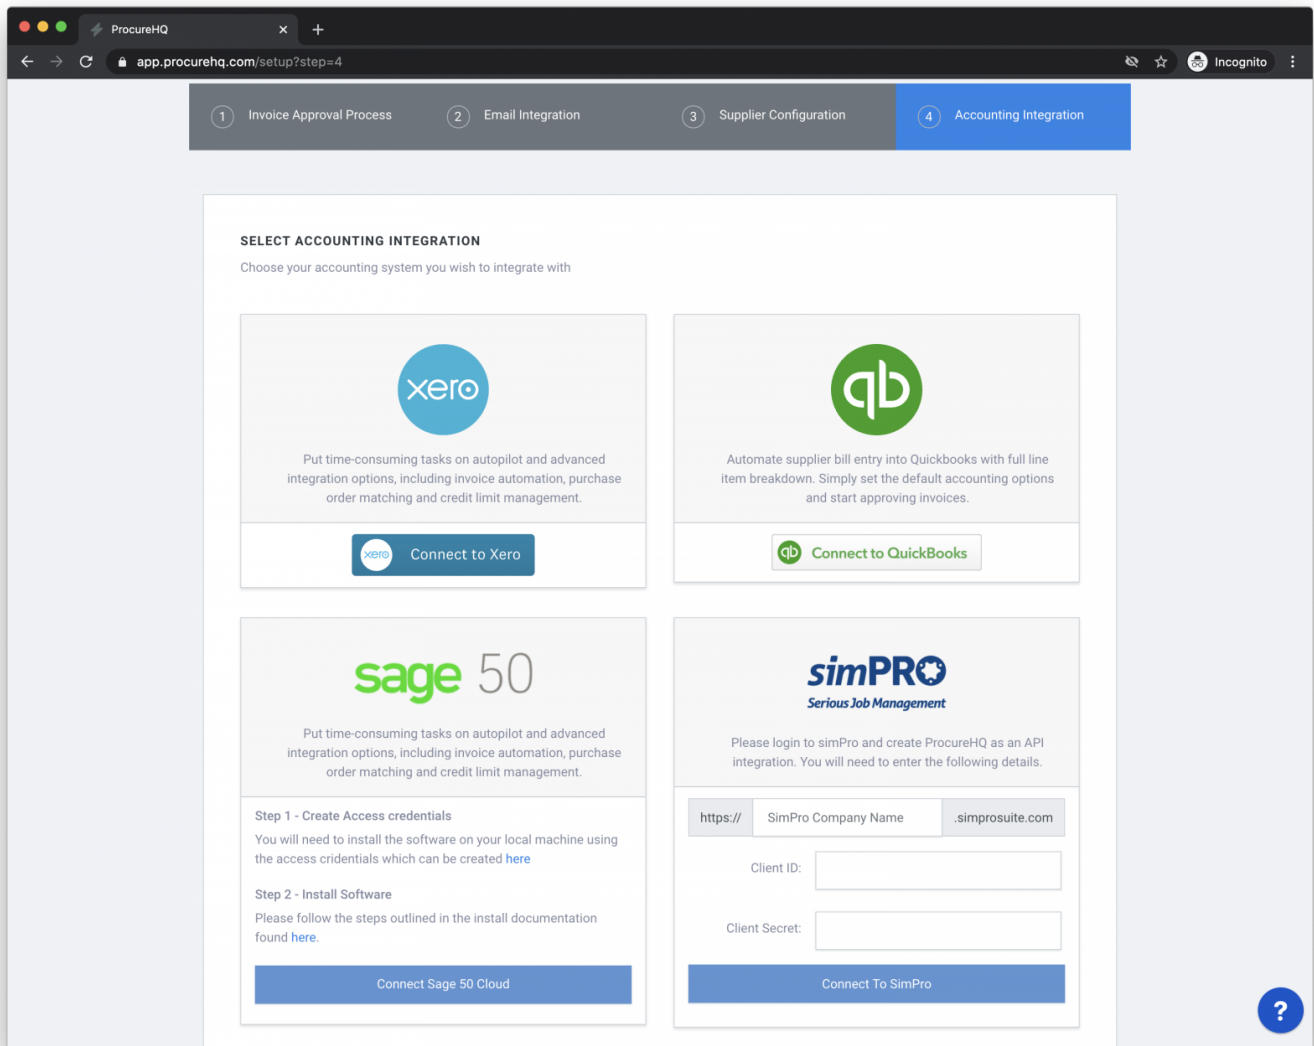 ProcureHQ
app.procurehq.com/setup?step=4
Incognito
1 Invoice Approval Process
2 Email Integration
3 Supplier Configuration
4 Accounting Integration
SELECT ACCOUNTING INTEGRATION
Choose your accounting system you wish to integrate with
xero
Put time-consuming tasks on autopilot and advanced
integration options, including invoice automation, purchase
order matching and credit limit management.
xero Connect to Xero
qb
Automate supplier bill entry into Quickbooks with full line
item breakdown. Simply set the default accounting options
and start approving invoices.
qb Connect to QuickBooks
sage 50
Put time-consuming tasks on autopilot and advanced
integration options, including invoice automation, purchase
order matching and credit limit management.
Step 1 - Create Access credentials
You will need to install the software on your local machine using
the access cridentials which can be created here
Step 2 - Install Software
Please follow the steps outlined in the install documentation
found here.
Connect Sage 50 Cloud
simPRO
Serious Job Management
Please login to simPro and create ProcureHQ as an API
integration. You will need to enter the following details.
https:// SimPro Company Name .simprosuite.com
Client ID:
Client Secret:
Connect To SimPro
?